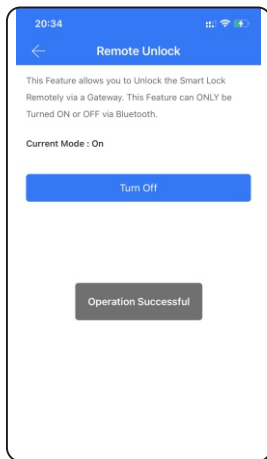 20:34
Remote Unlock
This Feature allows you to Unlock the Smart Lock
Remotely via a Gateway. This Feature can ONLY be
Turned ON or OFF via Bluetooth.
Current Mode : On
Turn Off
Operation Successful